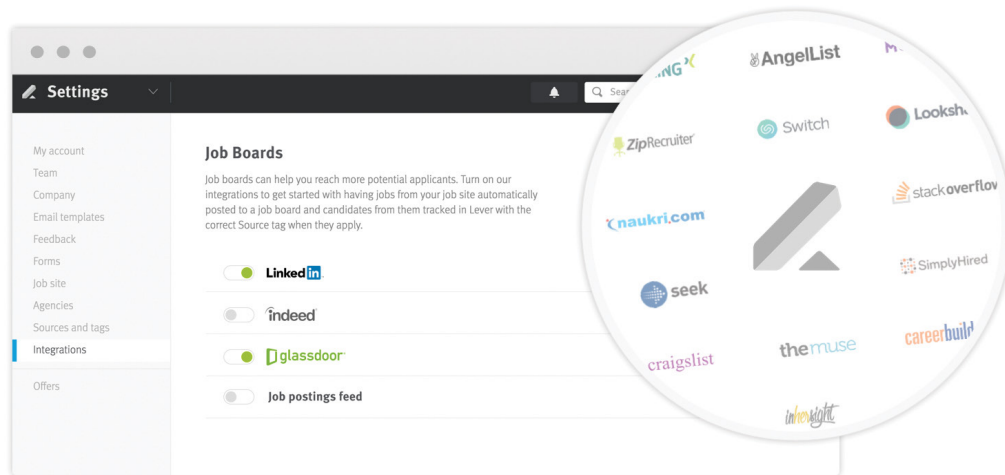 Settings
My account
Team
Company
Email templates
Feedback
Forms
Job site
Agencies
Sources and tags
Integrations
Offers
Job Boards
Job boards can help you reach more potential applicants. Turn on our
integrations to get started with having jobs from your job site automatically
posted to a job board and candidates from them tracked in Lever with the
correct Source tag when they apply.
Linked in
indeed
glassdoor
Job postings feed
AngelList
ZipRecruiter
Switch
naukri.com
stackoverflow
seek
SimplyHired
craigslist
the muse
inhersight